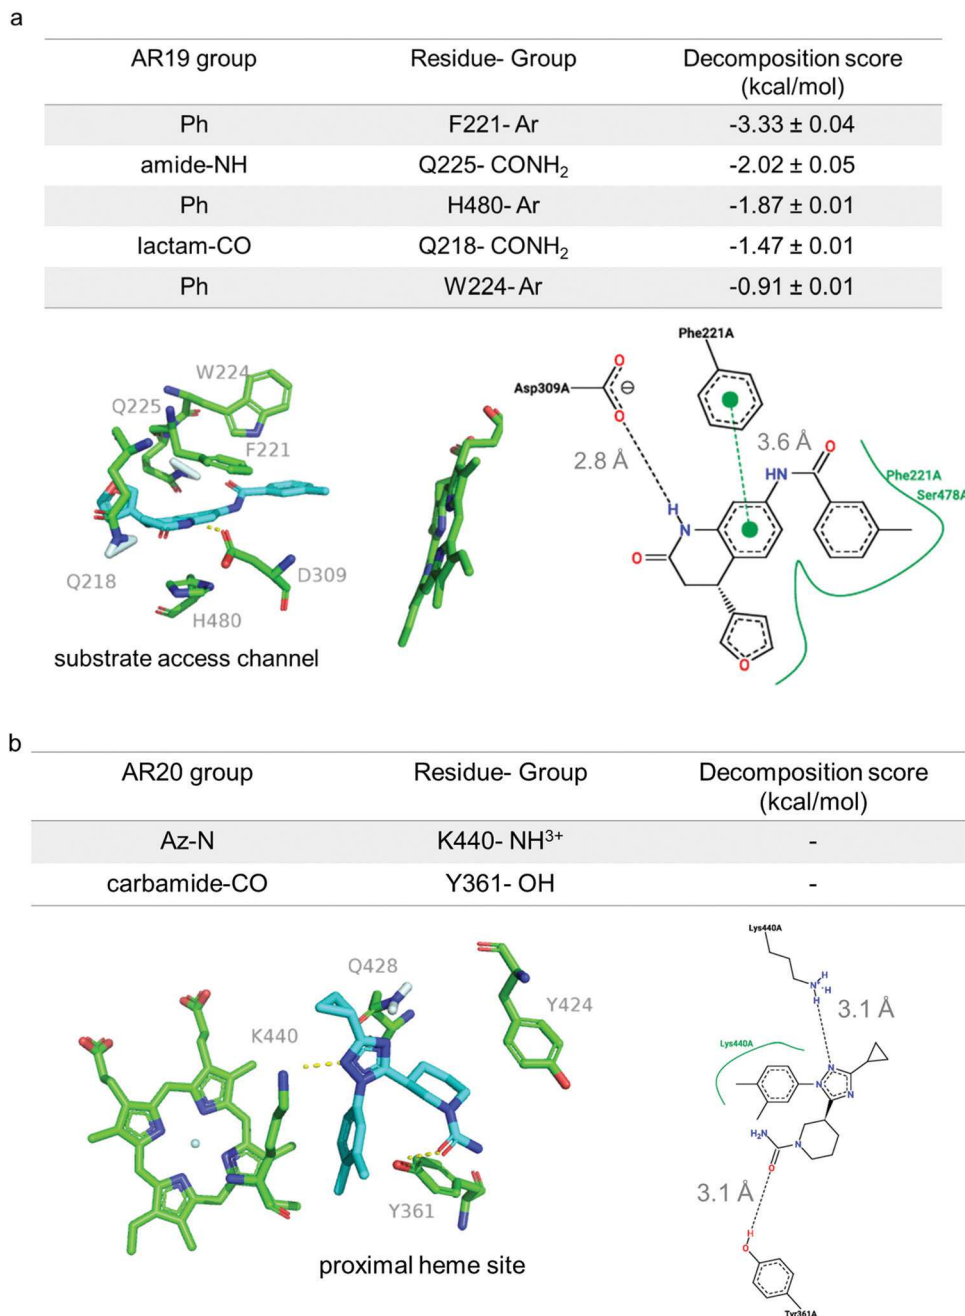 a
AR19 group Residue- Group Decomposition score
(kcal/mol)
Ph F221- Ar -3.33 ± 0.04
amide-NH Q225- CONH₂ -2.02 ± 0.05
Ph H480- Ar -1.87 ± 0.01
lactam-CO Q218- CONH₂ -1.47 ± 0.01
Ph W224- Ar -0.91 ± 0.01
W224
Q225
F221
Q218
D309
H480
substrate access channel
Phe221A
Asp309A
O
O
⊖
2.8 Å
3.6 Å
O
HN
H
N
O
O
Phe221A
Ser478A
b
AR20 group Residue- Group Decomposition score
(kcal/mol)
Az-N K440- NH³⁺ -
carbamide-CO Y361- OH -
Q428
K440
Y424
Y361
proximal heme site
Lys440A
H
N⁺
H
H
3.1 Å
Lys440A
N
N
N
H₂N
N
O
3.1 Å
H
O
Tyr361A